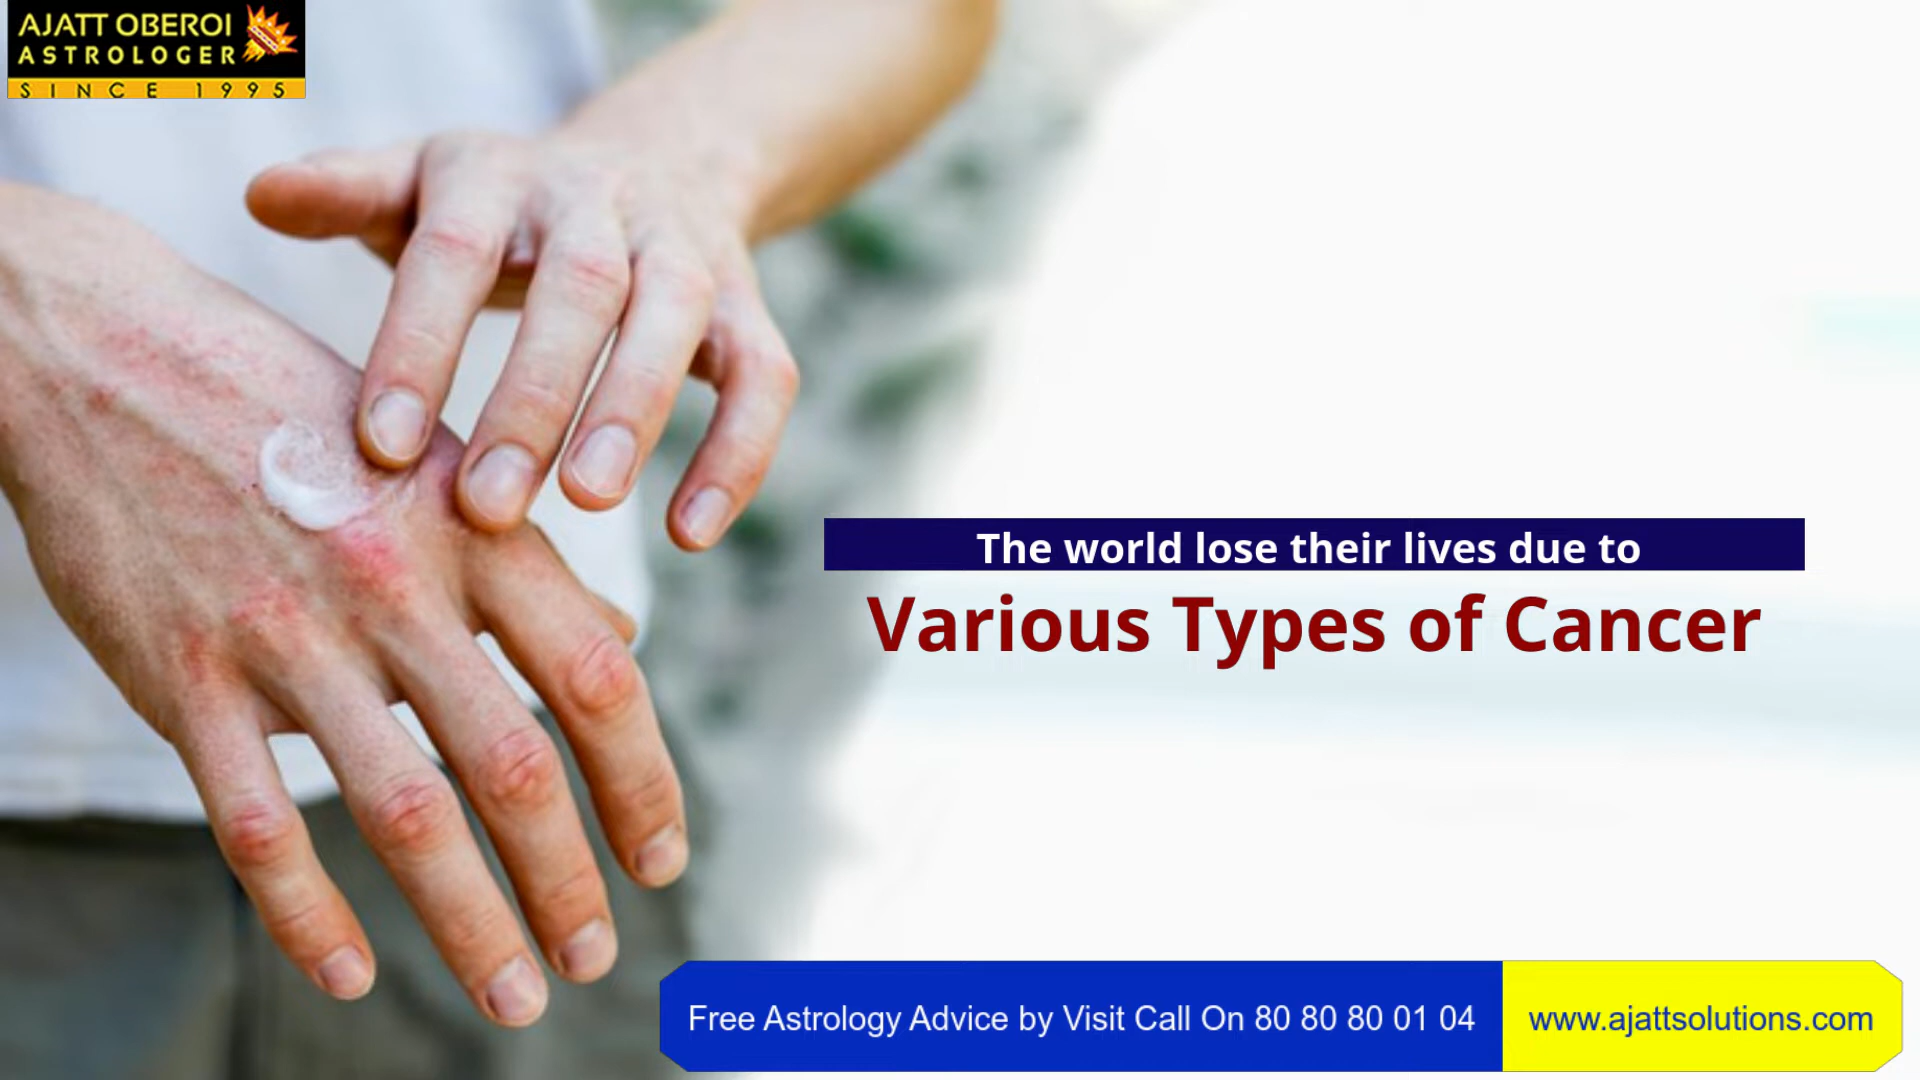 AJATT OBEROI
ASTROLOGER
SINCE 1995
The world lose their lives due to
Various Types of Cancer
Free Astrology Advice by Visit Call On 80 80 80 01 04
www.ajattsolutions.com